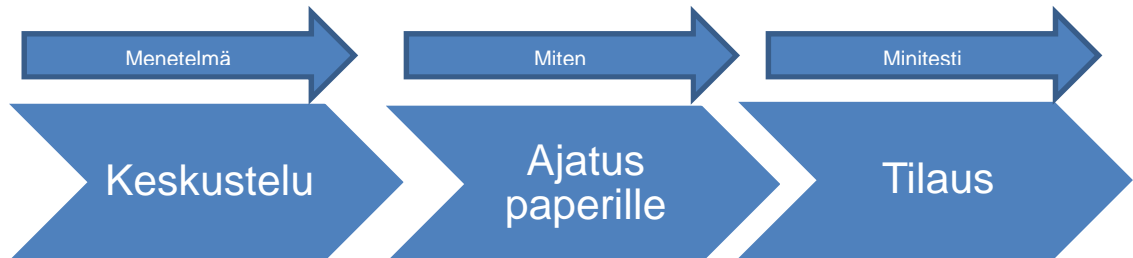 Menetelmä
Miten
Minitesti
Keskustelu
Ajatus
paperille
Tilaus